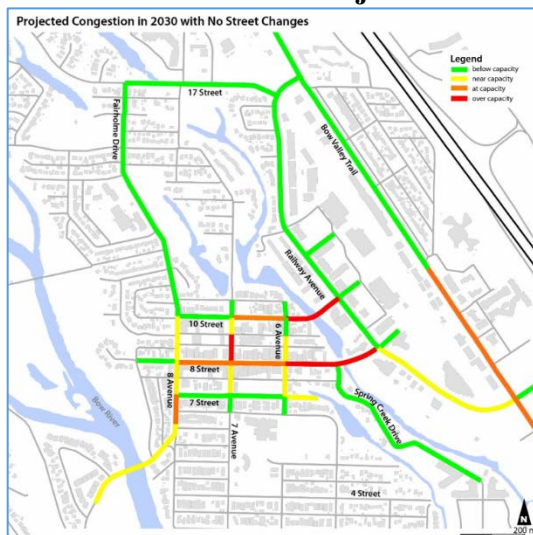 Projected Congestion in 2030 with No Street Changes
Legend
below capacity
near capacity
at capacity
over capacity
17 Street
Fairholme Drive
Bow Valley Trail
Railway Avenue
10 Street
6 Avenue
8 Street
8 Avenue
7 Street
Bow River
7 Avenue
Spring Creek Drive
4 Street
N
200 m